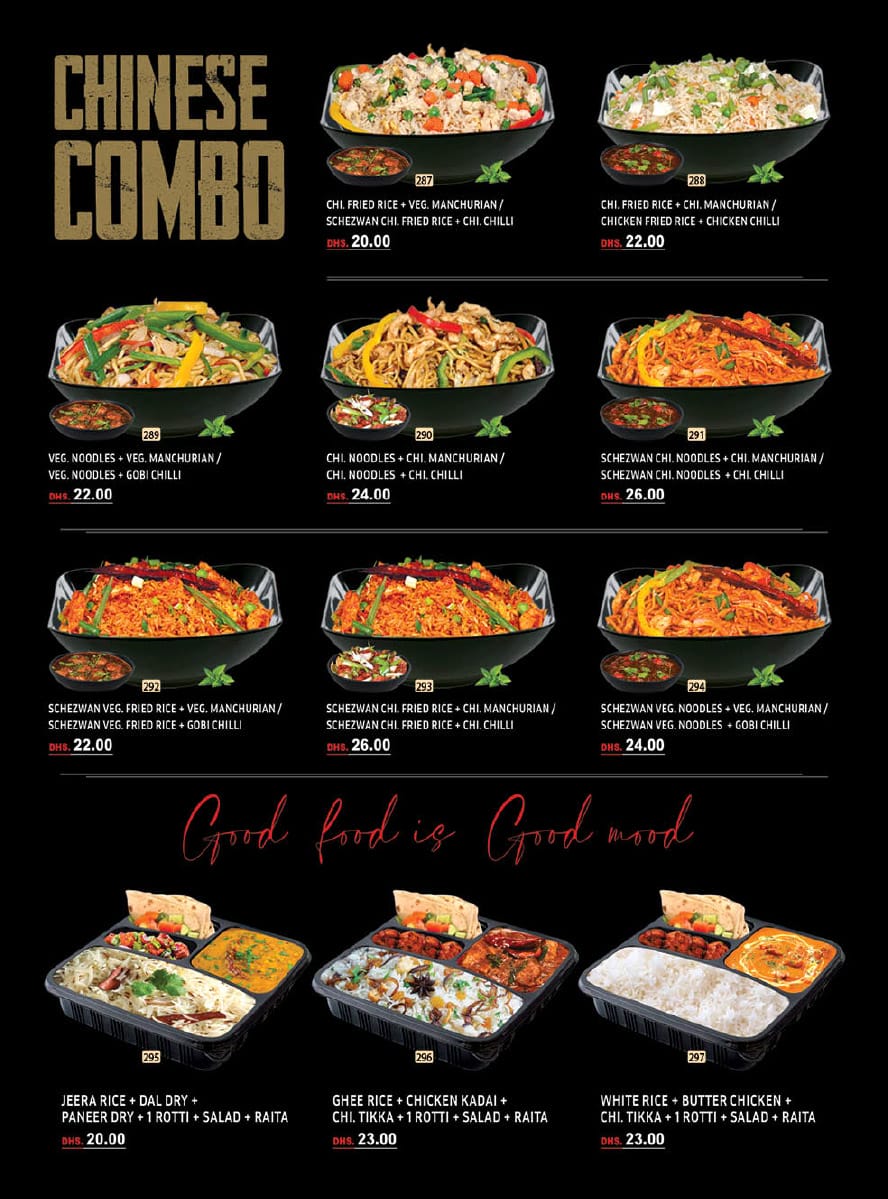 CHINESE
COMBO
287
CHI. FRIED RICE + VEG. MANCHURIAN /
SCHEZWAN CHI. FRIED RICE + CHI. CHILLI
DHS. 20.00
288
CHI. FRIED RICE + CHI. MANCHURIAN /
CHICKEN FRIED RICE + CHICKEN CHILLI
DHS. 22.00
289
VEG. NOODLES + VEG. MANCHURIAN /
VEG. NOODLES + GOBI CHILLI
DHS. 22.00
290
CHI. NOODLES + CHI. MANCHURIAN /
CHI. NOODLES + CHI. CHILLI
DHS. 24.00
291
SCHEZWAN CHI. NOODLES + CHI. MANCHURIAN /
SCHEZWAN CHI. NOODLES + CHI. CHILLI
DHS. 26.00
292
SCHEZWAN VEG. FRIED RICE + VEG. MANCHURIAN /
SCHEZWAN VEG. FRIED RICE + GOBI CHILLI
DHS. 22.00
293
SCHEZWAN CHI. FRIED RICE + CHI. MANCHURIAN /
SCHEZWAN CHI. FRIED RICE + CHI. CHILLI
DHS. 26.00
294
SCHEZWAN VEG. NOODLES + VEG. MANCHURIAN /
SCHEZWAN VEG. NOODLES + GOBI CHILLI
DHS. 24.00
Good food is Good mood
295
JEERA RICE + DAL DRY +
PANEER DRY + 1 ROTTI + SALAD + RAITA
DHS. 20.00
296
GHEE RICE + CHICKEN KADAI +
CHI. TIKKA + 1 ROTTI + SALAD + RAITA
DHS. 23.00
297
WHITE RICE + BUTTER CHICKEN +
CHI. TIKKA + 1 ROTTI + SALAD + RAITA
DHS. 23.00